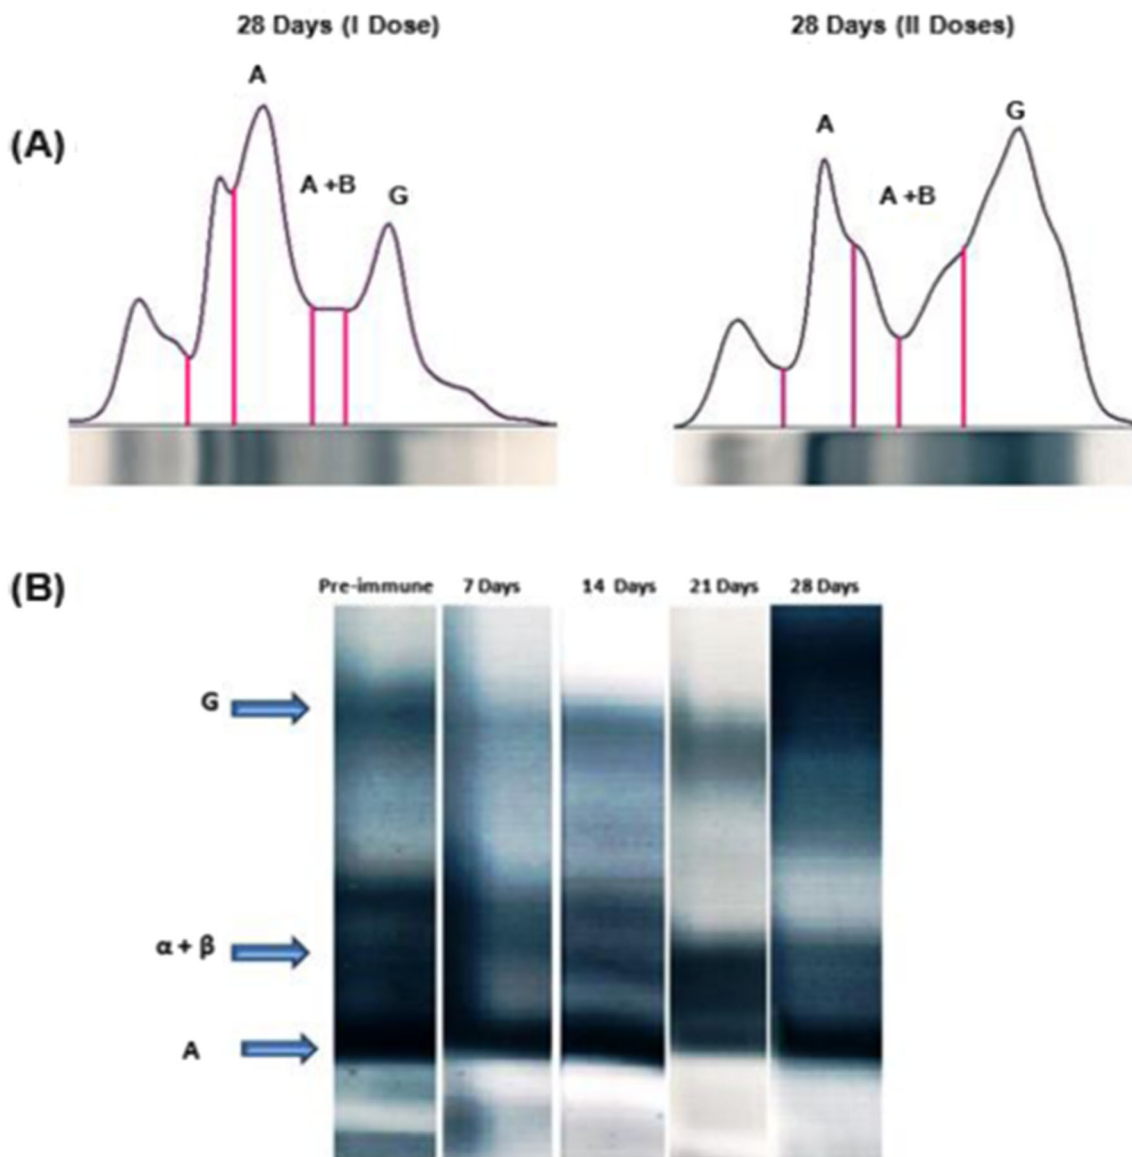 28 Days (I Dose)
28 Days (II Doses)
(A)
A
A +B
G
A
A +B
G
(B)
Pre-immune 7 Days 14 Days 21 Days 28 Days
G
α + β
A